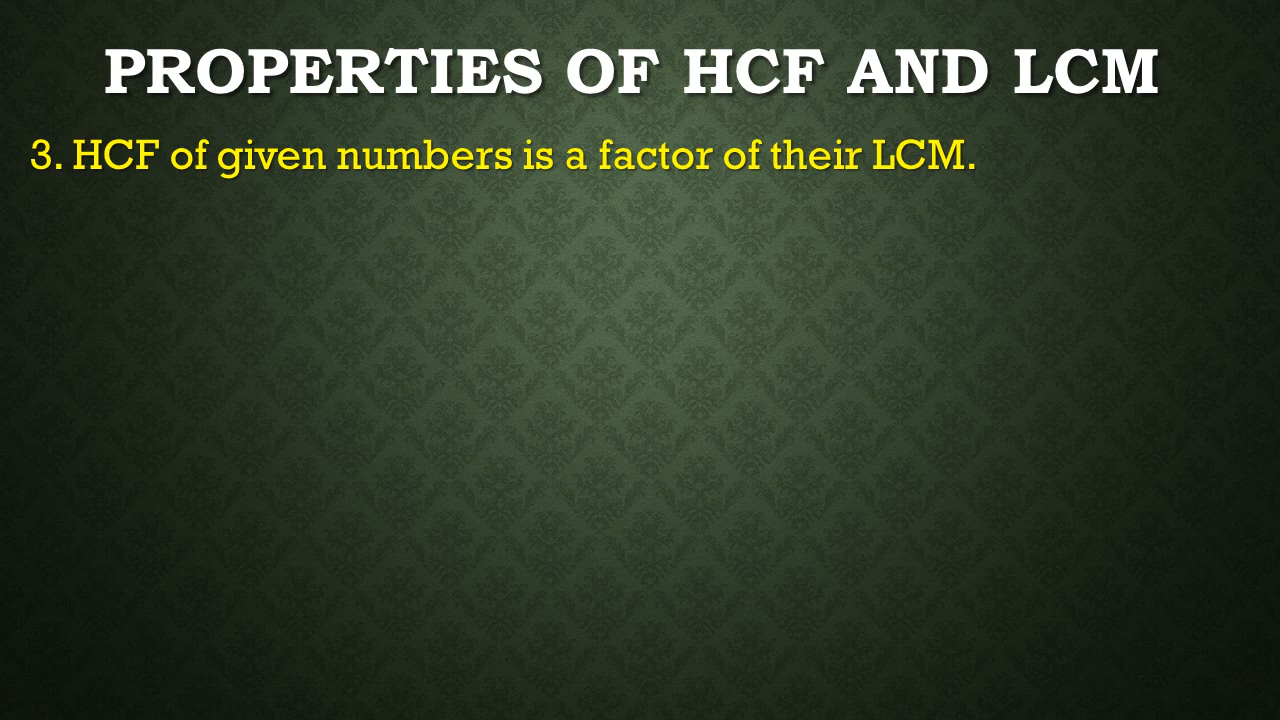 PROPERTIES OF HCF AND LCM
3. HCF of given numbers is a factor of their LCM.